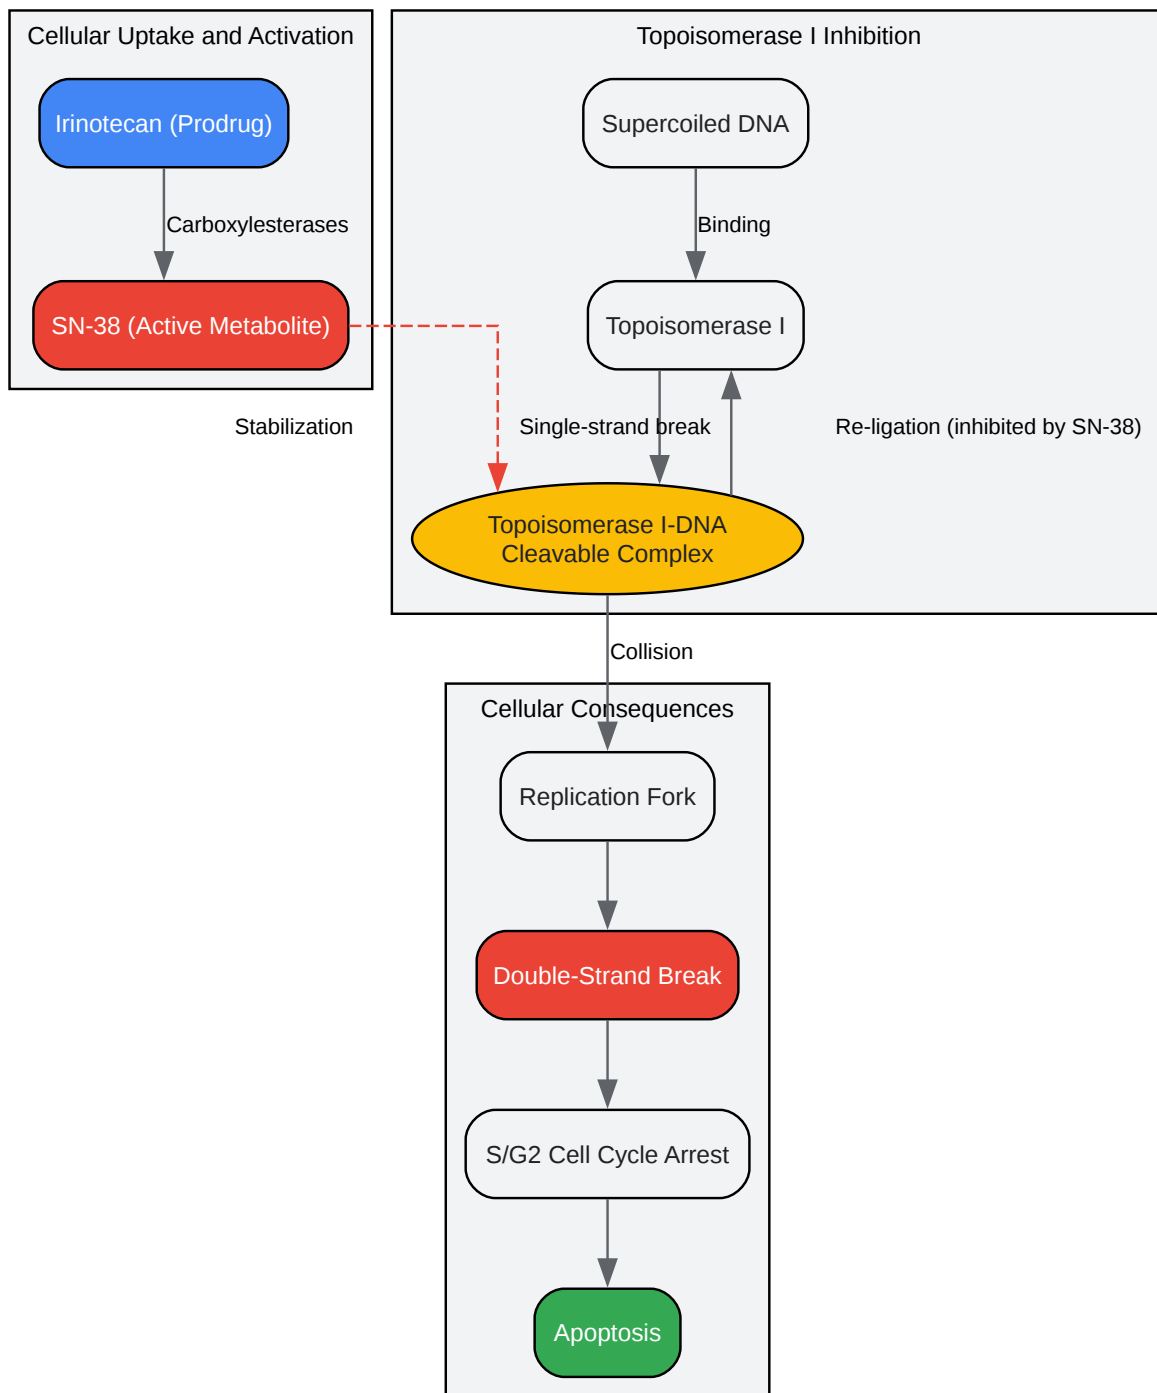 Cellular Uptake and Activation
Irinotecan (Prodrug)
Carboxylesterases
SN-38 (Active Metabolite)
Stabilization
Topoisomerase I Inhibition
Supercoiled DNA
Binding
Topoisomerase I
Single-strand break
Re-ligation (inhibited by SN-38)
Topoisomerase I-DNA
Cleavable Complex
Collision
Cellular Consequences
Replication Fork
Double-Strand Break
S/G2 Cell Cycle Arrest
Apoptosis